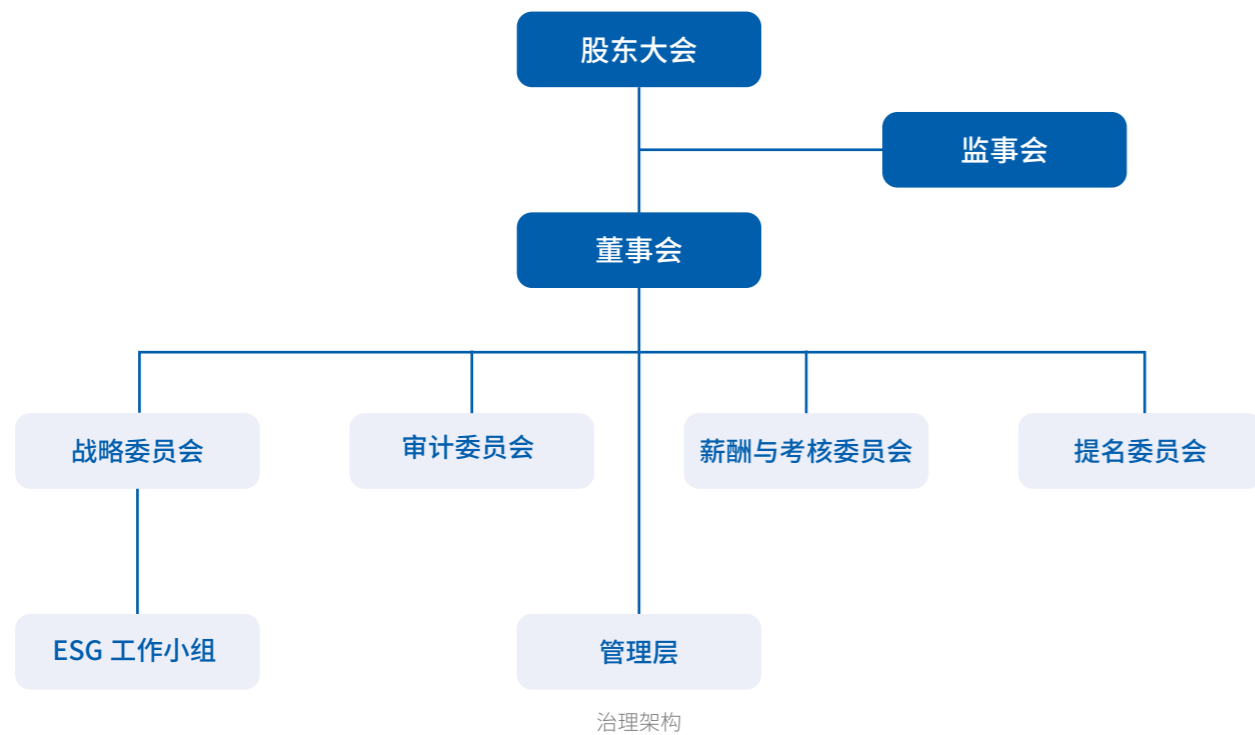 股东大会
监事会
董事会
战略委员会
审计委员会
薪酬与考核委员会
提名委员会
ESG 工作小组
管理层
治理架构